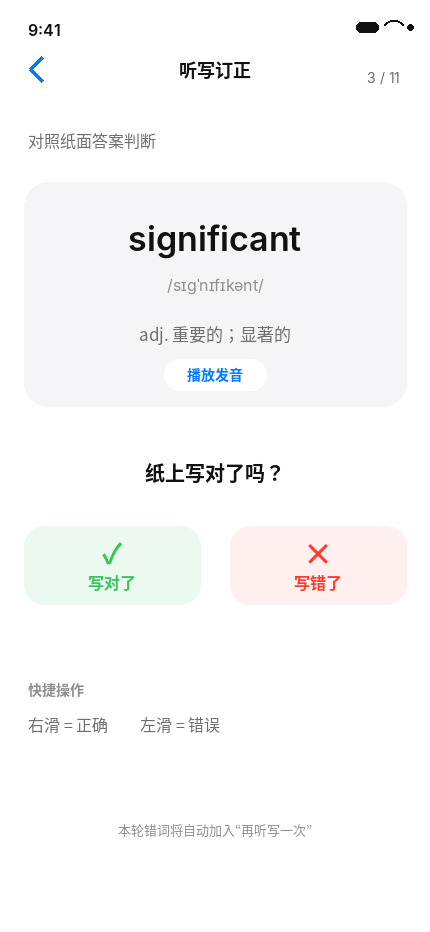 9:41
听写订正
3 / 11
对照纸面答案判断
significant
/sɪɡˈnɪfɪkənt/
adj. 重要的；显著的
播放发音
纸上写对了吗？
✓ ✕
写对了 写错了
快捷操作
右滑 = 正确 左滑 = 错误
本轮错词将自动加入“再听写一次”